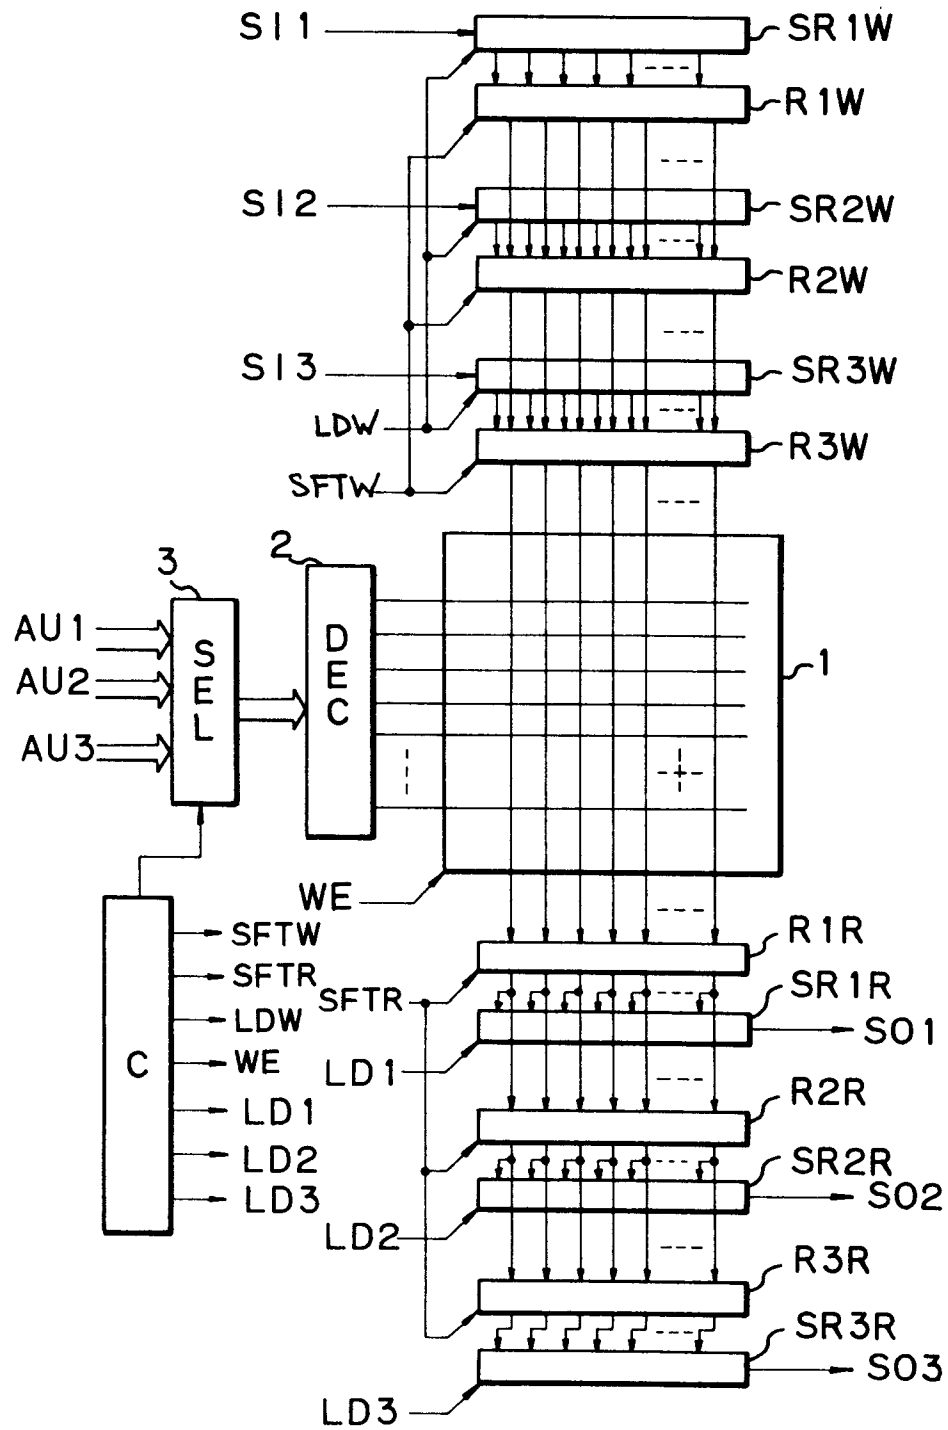 SI1
SR1W
R1W
SI2
SR2W
R2W
SI3
SR3W
LDW
R3W
SFTW
3
2
AU1
AU2
AU3
SEL
DEC
1
WE
C
SFTW
SFTR
LDW
WE
LD1
LD2
LD3
R1R
SFTR
SR1R
SO1
LD1
R2R
SR2R
SO2
LD2
R3R
SR3R
SO3
LD3